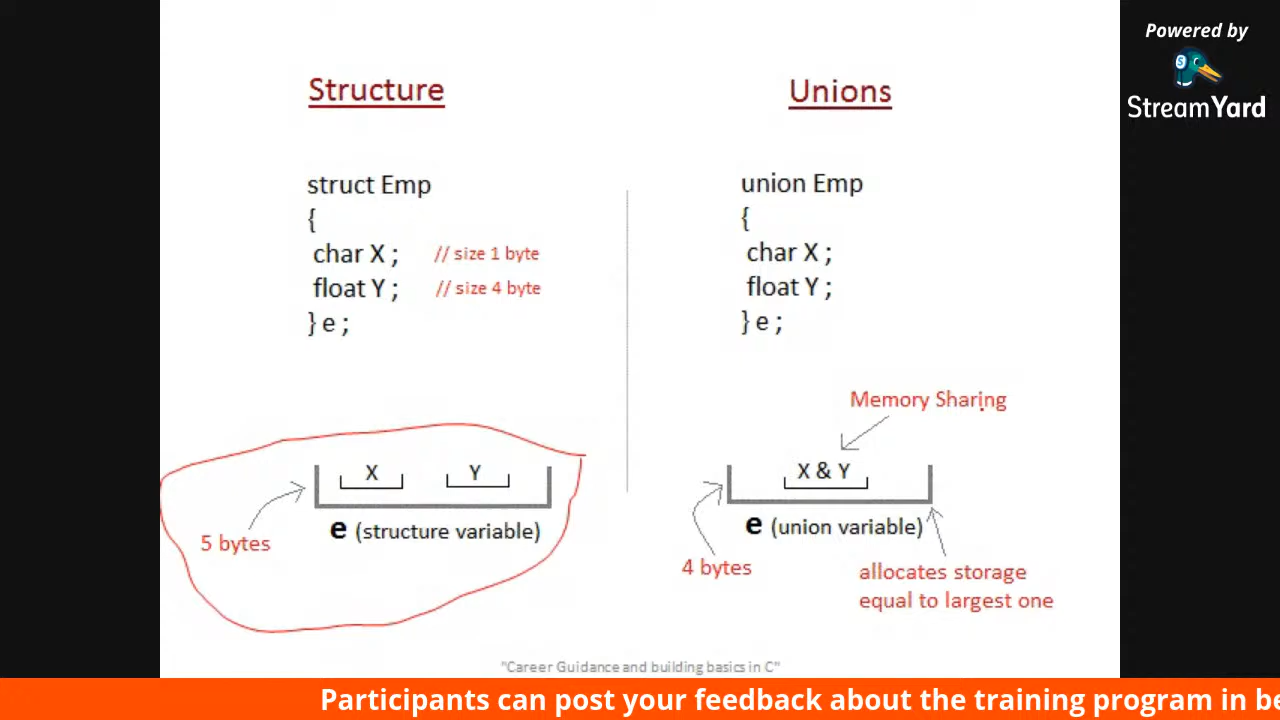 Powered by
StreamYard
Structure
Unions
struct Emp
{
char X ; // size 1 byte
float Y ; // size 4 byte
} e ;
union Emp
{
char X ;
float Y ;
} e ;
Memory Sharing
X Y
e (structure variable)
5 bytes
X & Y
e (union variable)
4 bytes
allocates storage
equal to largest one
"Career Guidance and building basics in C"
Participants can post your feedback about the training program in be